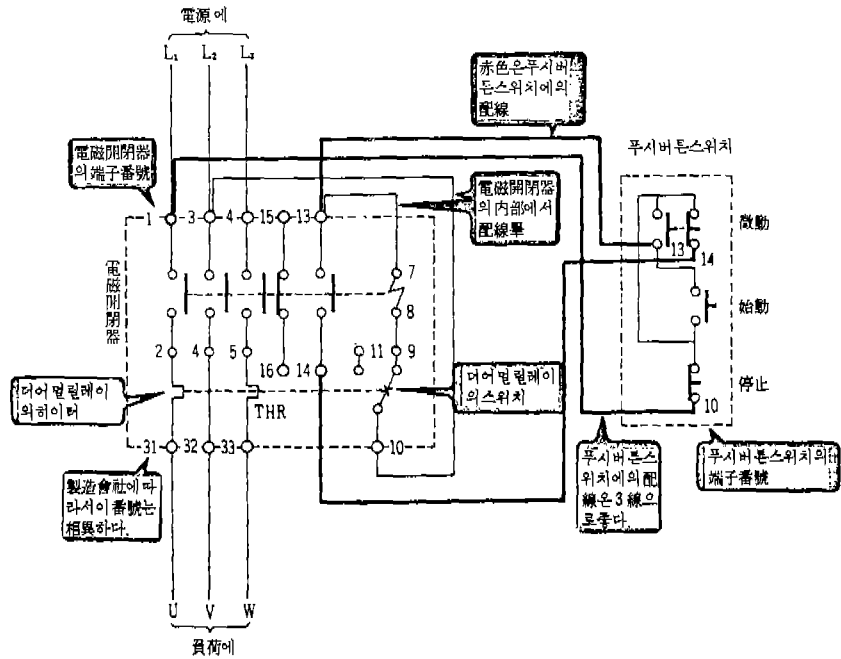 電源에
L₁ L₂ L₃
赤色은푸시버
튼스위치에의
配線
푸시버튼스위치
電磁開閉器
의端子番號
電磁開閉器
의内部에서
配線畢
1 3 4 15 13
13
14
微動
電磁開閉器
7
8
始動
2 4 5 16 14 11 9
더어멀릴레이
의히이터
THR
더어멀릴레이
의스위치
停止
10
31 32 33 10
製造會社에따
라서이番號는
相異하다.
푸시버튼스
위치에의配
線은3線으
로좋다.
푸시버튼스위치의
端子番號
U V W
負荷에